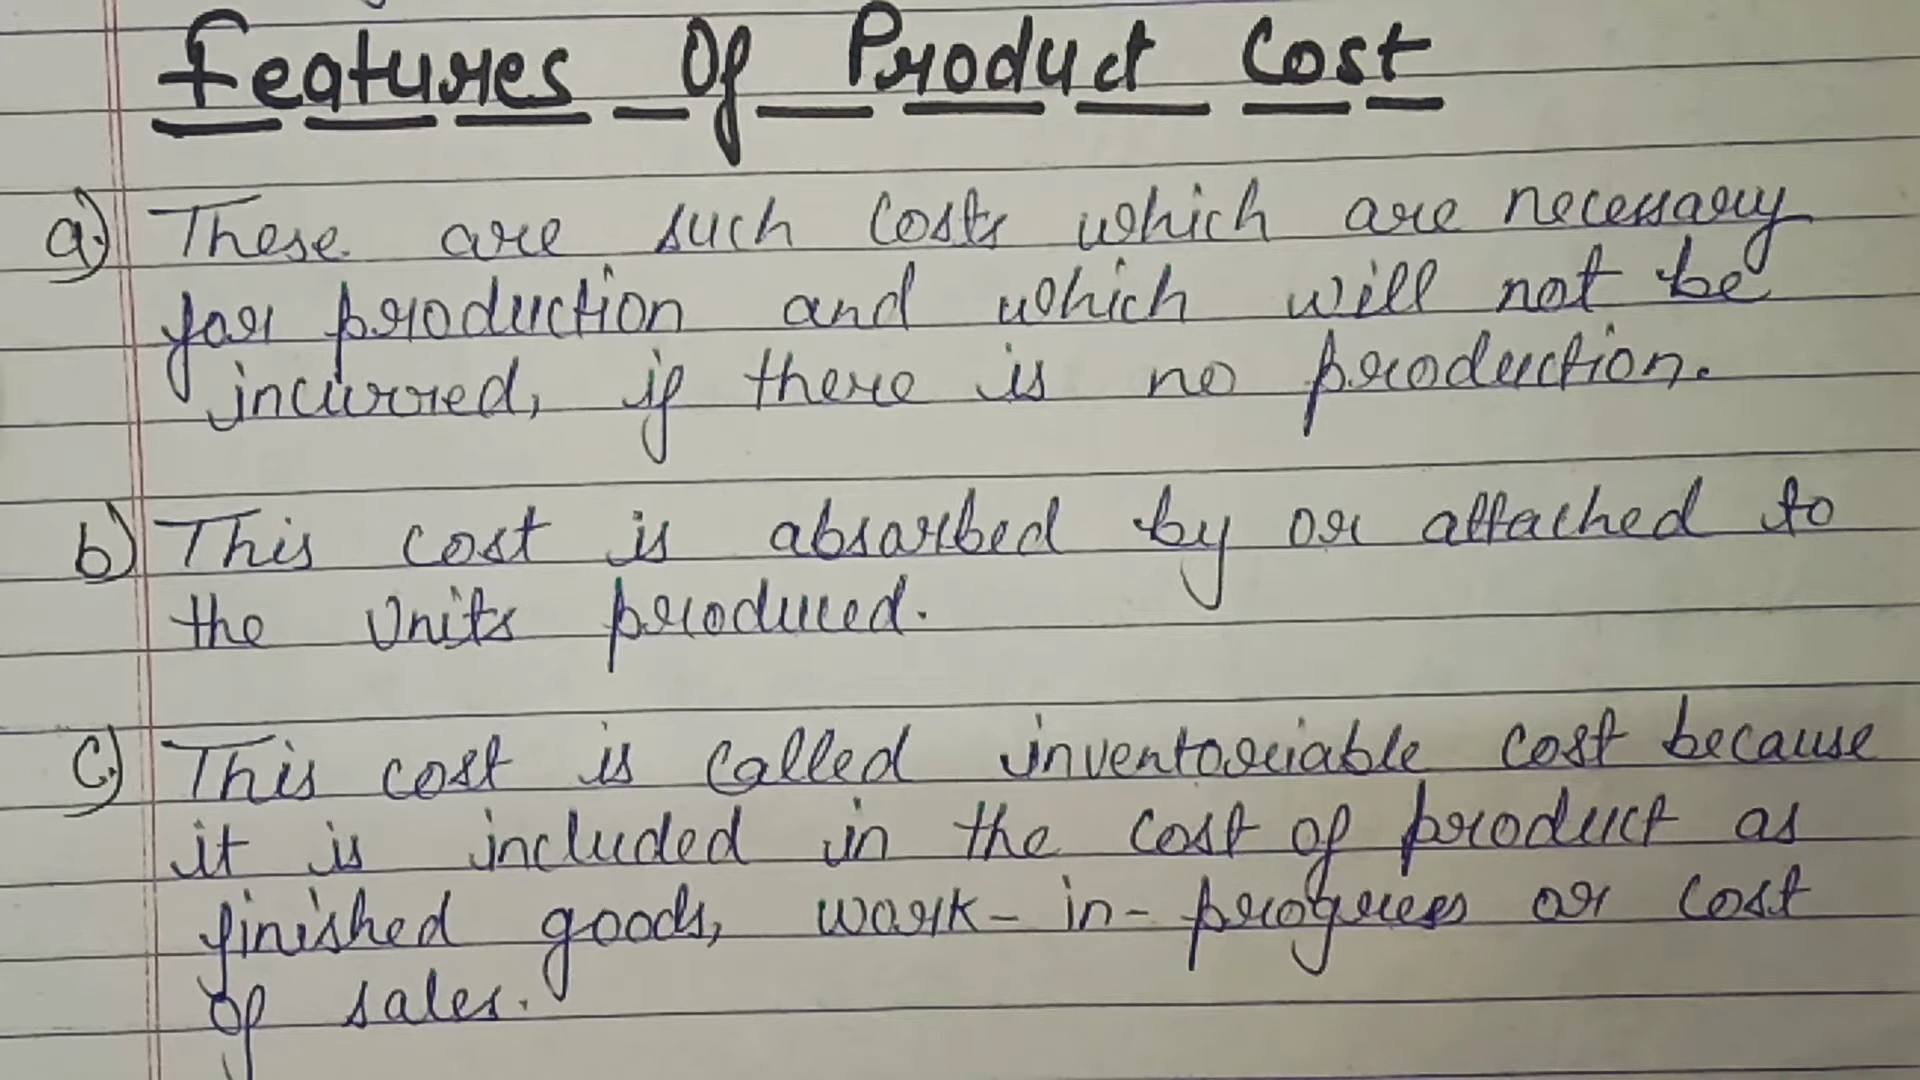 Features Of Product Cost
a) These are such costs which are necessary
for production and which will not be
incurred, if there is no production.
b) This cost is absorbed by or attached to
the Units produced.
c) This cost is called inventoriable cost because
it is included in the cost of product as
finished goods, work-in-progress or cost
of sales.